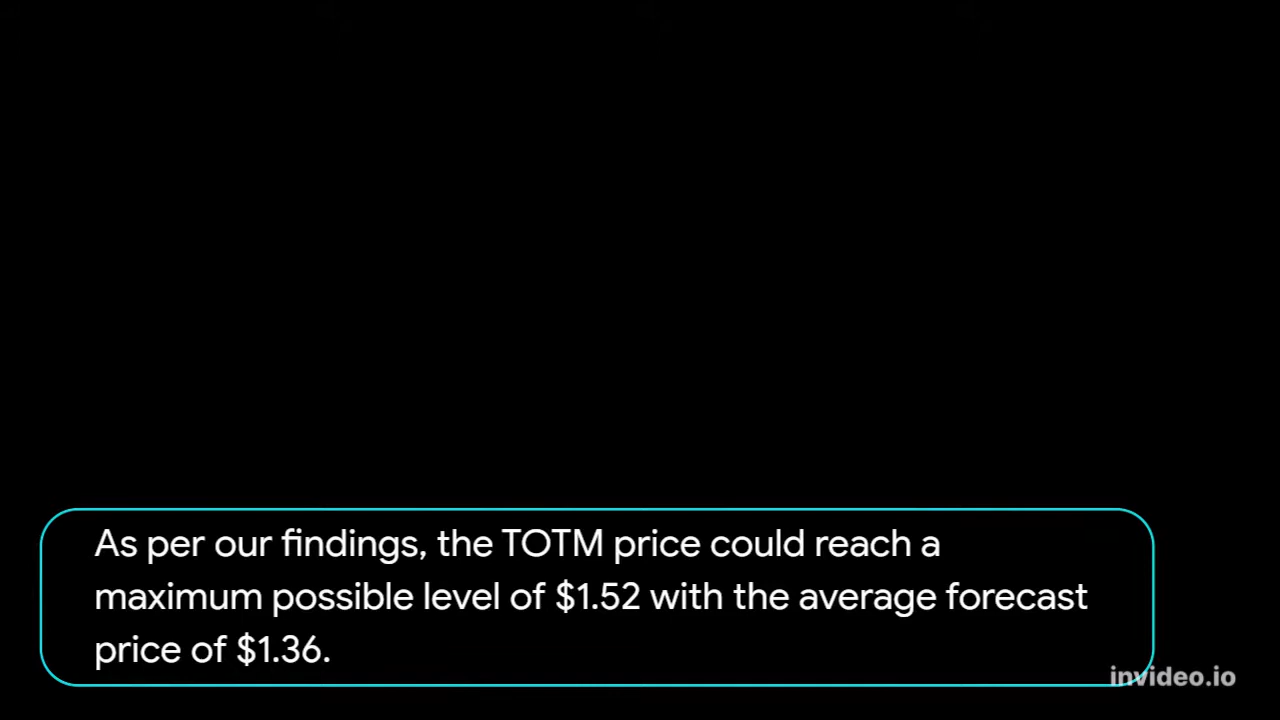 As per our findings, the TOTM price could reach a
maximum possible level of $1.52 with the average forecast
price of $1.36.
invideo.io